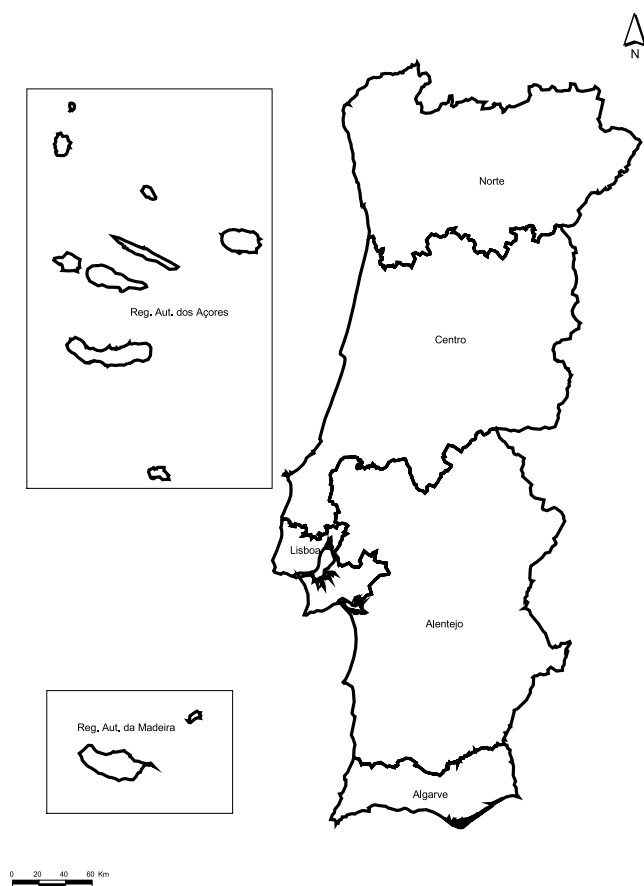 N
Norte
Reg. Aut. dos Açores
Centro
Lisboa
Alentejo
Reg. Aut. da Madeira
Algarve
0 20 40 60 Km